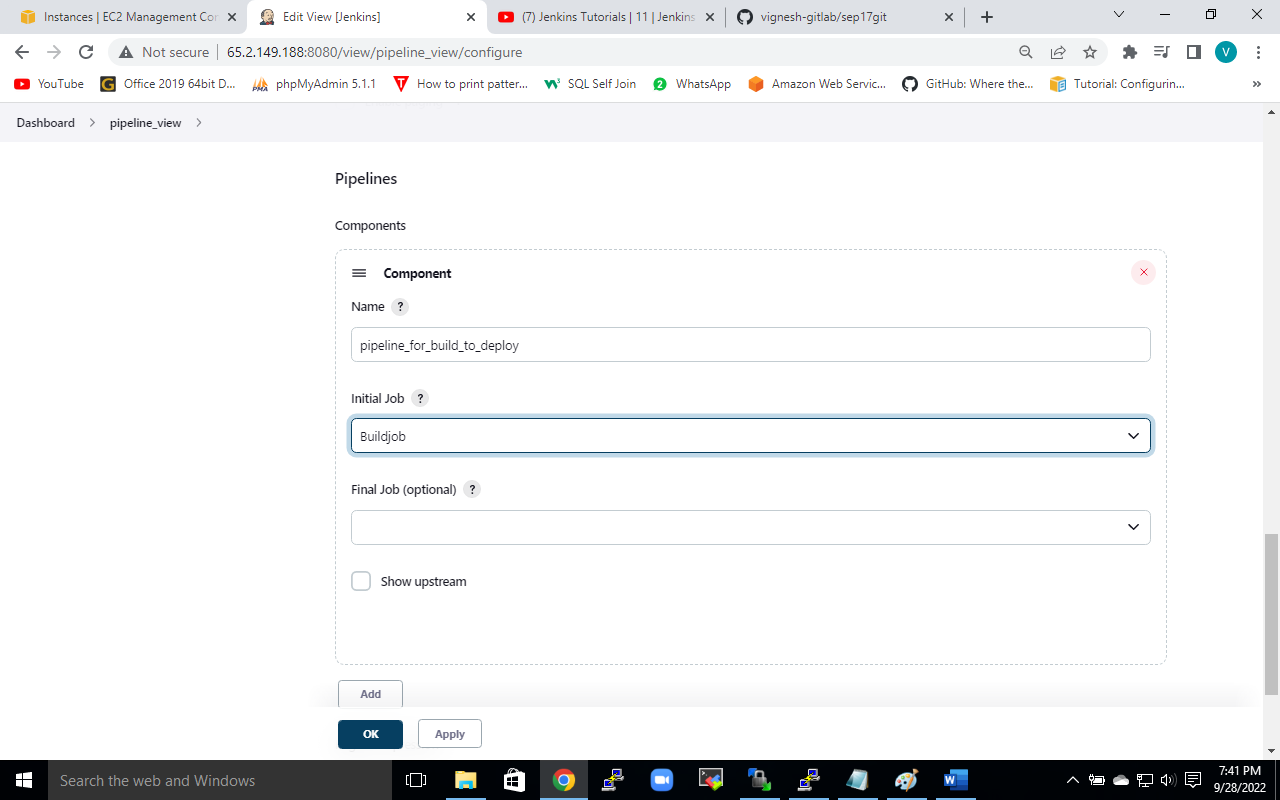 Instances | EC2 Management Con
Edit View [Jenkins]
(7) Jenkins Tutorials | 11 | Jenkins
vignesh-gitlab/sep17git
Not secure
65.2.149.188:8080/view/pipeline_view/configure
V
YouTube
G
Office 2019 64bit D...
PMA
phpMyAdmin 5.1.1
How to print patter...
SQL Self Join
2
WhatsApp
Amazon Web Servic...
GitHub: Where the...
Tutorial: Configurin...
»
Dashboard
pipeline_view
Pipelines
Components
Component
Name ?
pipeline_for_build_to_deploy
Initial Job ?
Buildjob
Final Job (optional) ?
Show upstream
Add
OK
Apply
Search the web and Windows
7:41 PM
9/28/2022